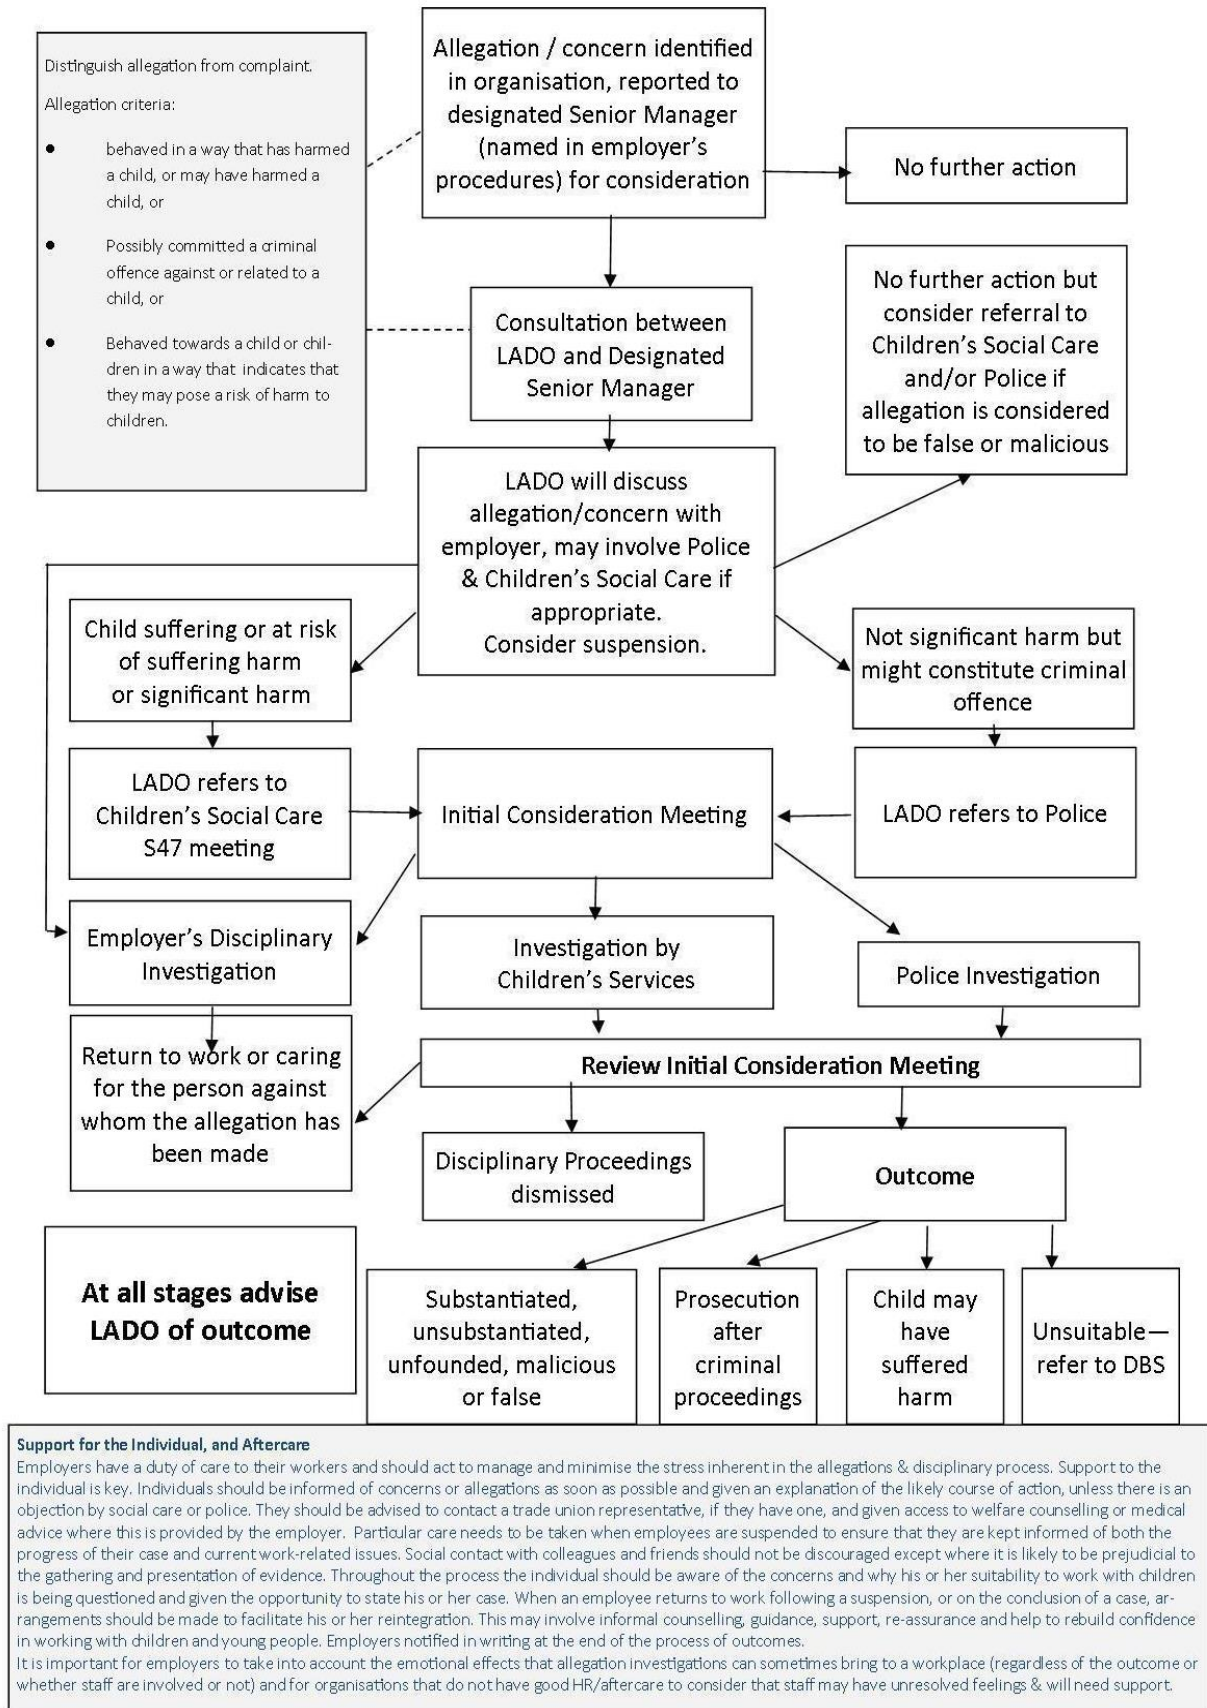 Distinguish allegation from complaint.
Allegation criteria:
● behaved in a way that has harmed
a child, or may have harmed a
child, or
● Possibly committed a criminal
offence against or related to a
child, or
● Behaved towards a child or chil-
dren in a way that indicates that
they may pose a risk of harm to
children.
Allegation / concern identified
in organisation, reported to
designated Senior Manager
(named in employer's
procedures) for consideration
No further action
Consultation between
LADO and Designated
Senior Manager
No further action but
consider referral to
Children's Social Care
and/or Police if
allegation is considered
to be false or malicious
LADO will discuss
allegation/concern with
employer, may involve Police
& Children's Social Care if
appropriate.
Consider suspension.
Child suffering or at risk
of suffering harm
or significant harm
Not significant harm but
might constitute criminal
offence
LADO refers to
Children's Social Care
S47 meeting
Initial Consideration Meeting
LADO refers to Police
Employer's Disciplinary
Investigation
Investigation by
Children's Services
Police Investigation
Return to work or caring
for the person against
whom the allegation has
been made
Review Initial Consideration Meeting
Disciplinary Proceedings
dismissed
Outcome
At all stages advise
LADO of outcome
Substantiated,
unsubstantiated,
unfounded, malicious
or false
Prosecution
after
criminal
proceedings
Child may
have
suffered
harm
Unsuitable—
refer to DBS
Support for the Individual, and Aftercare
Employers have a duty of care to their workers and should act to manage and minimise the stress inherent in the allegations & disciplinary process. Support to the
individual is key. Individuals should be informed of concerns or allegations as soon as possible and given an explanation of the likely course of action, unless there is an
objection by social care or police. They should be advised to contact a trade union representative, if they have one, and given access to welfare counselling or medical
advice where this is provided by the employer. Particular care needs to be taken when employees are suspended to ensure that they are kept informed of both the
progress of their case and current work-related issues. Social contact with colleagues and friends should not be discouraged except where it is likely to be prejudicial to
the gathering and presentation of evidence. Throughout the process the individual should be aware of the concerns and why his or her suitability to work with children
is being questioned and given the opportunity to state his or her case. When an employee returns to work following a suspension, or on the conclusion of a case, ar-
rangements should be made to facilitate his or her reintegration. This may involve informal counselling, guidance, support, re-assurance and help to rebuild confidence
in working with children and young people. Employers notified in writing at the end of the process of outcomes.
It is important for employers to take into account the emotional effects that allegation investigations can sometimes bring to a workplace (regardless of the outcome or
whether staff are involved or not) and for organisations that do not have good HR/aftercare to consider that staff may have unresolved feelings & will need support.